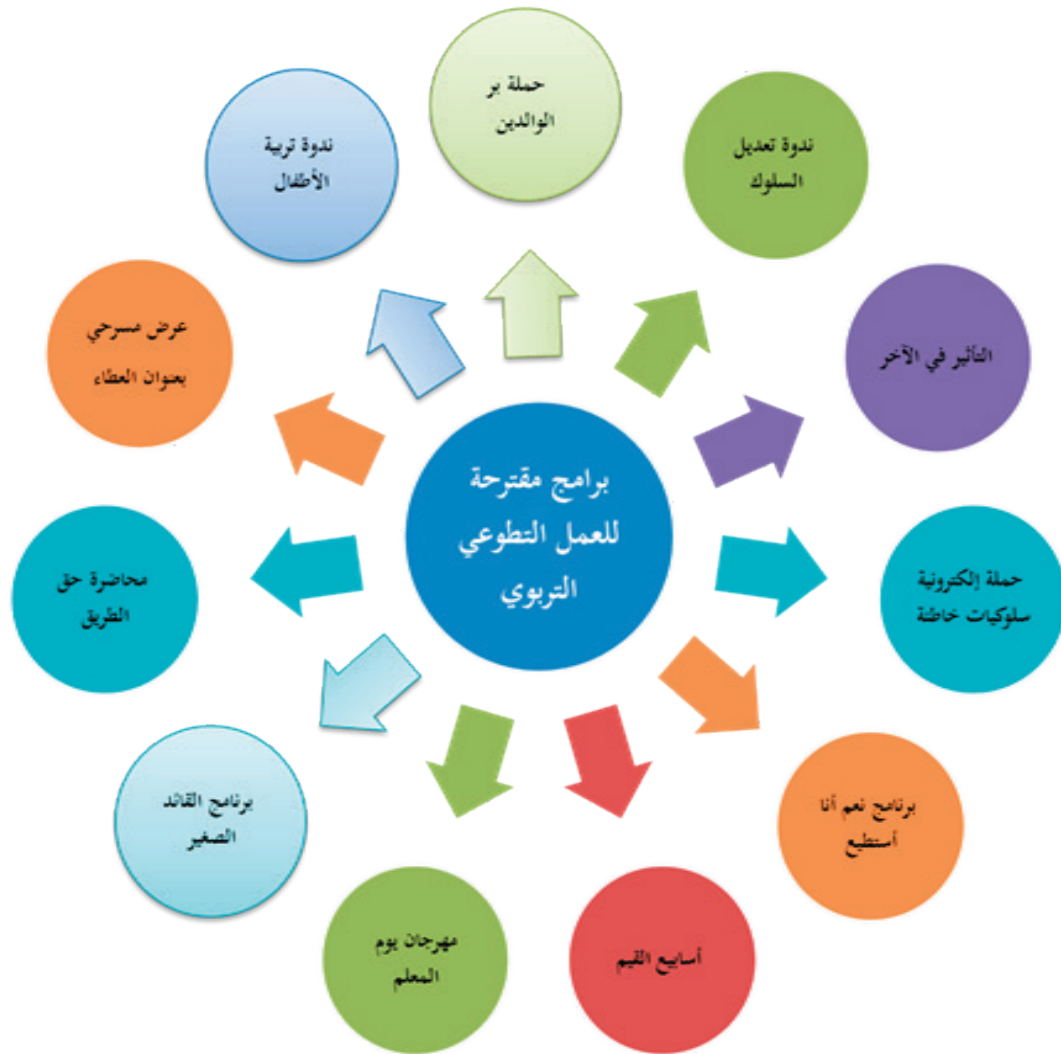 برامج مقترحة
للعمل التطوعي
التربوي
حملة بر
الوالدين
ندوة تعديل
السلوك
التأثير في الآخر
حملة إلكترونية
سلوكيات خاطئة
برنامج نعم أنا
أستطيع
أسابيع القيم
مهرجان يوم
المعلم
برنامج القائد
الصغير
محاضرة حق
الطريق
عرض مسرحي
بعنوان العطاء
ندوة تربية
الأطفال